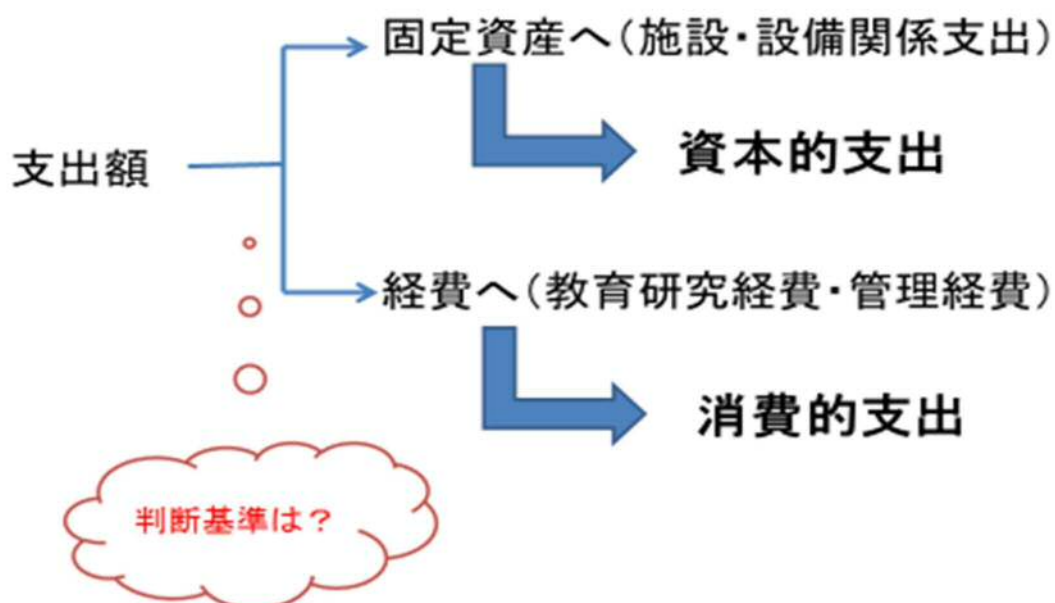 固定資産へ（施設・設備関係支出）
資本的支出
支出額
経費へ（教育研究経費・管理経費）
消費的支出
判断基準は？